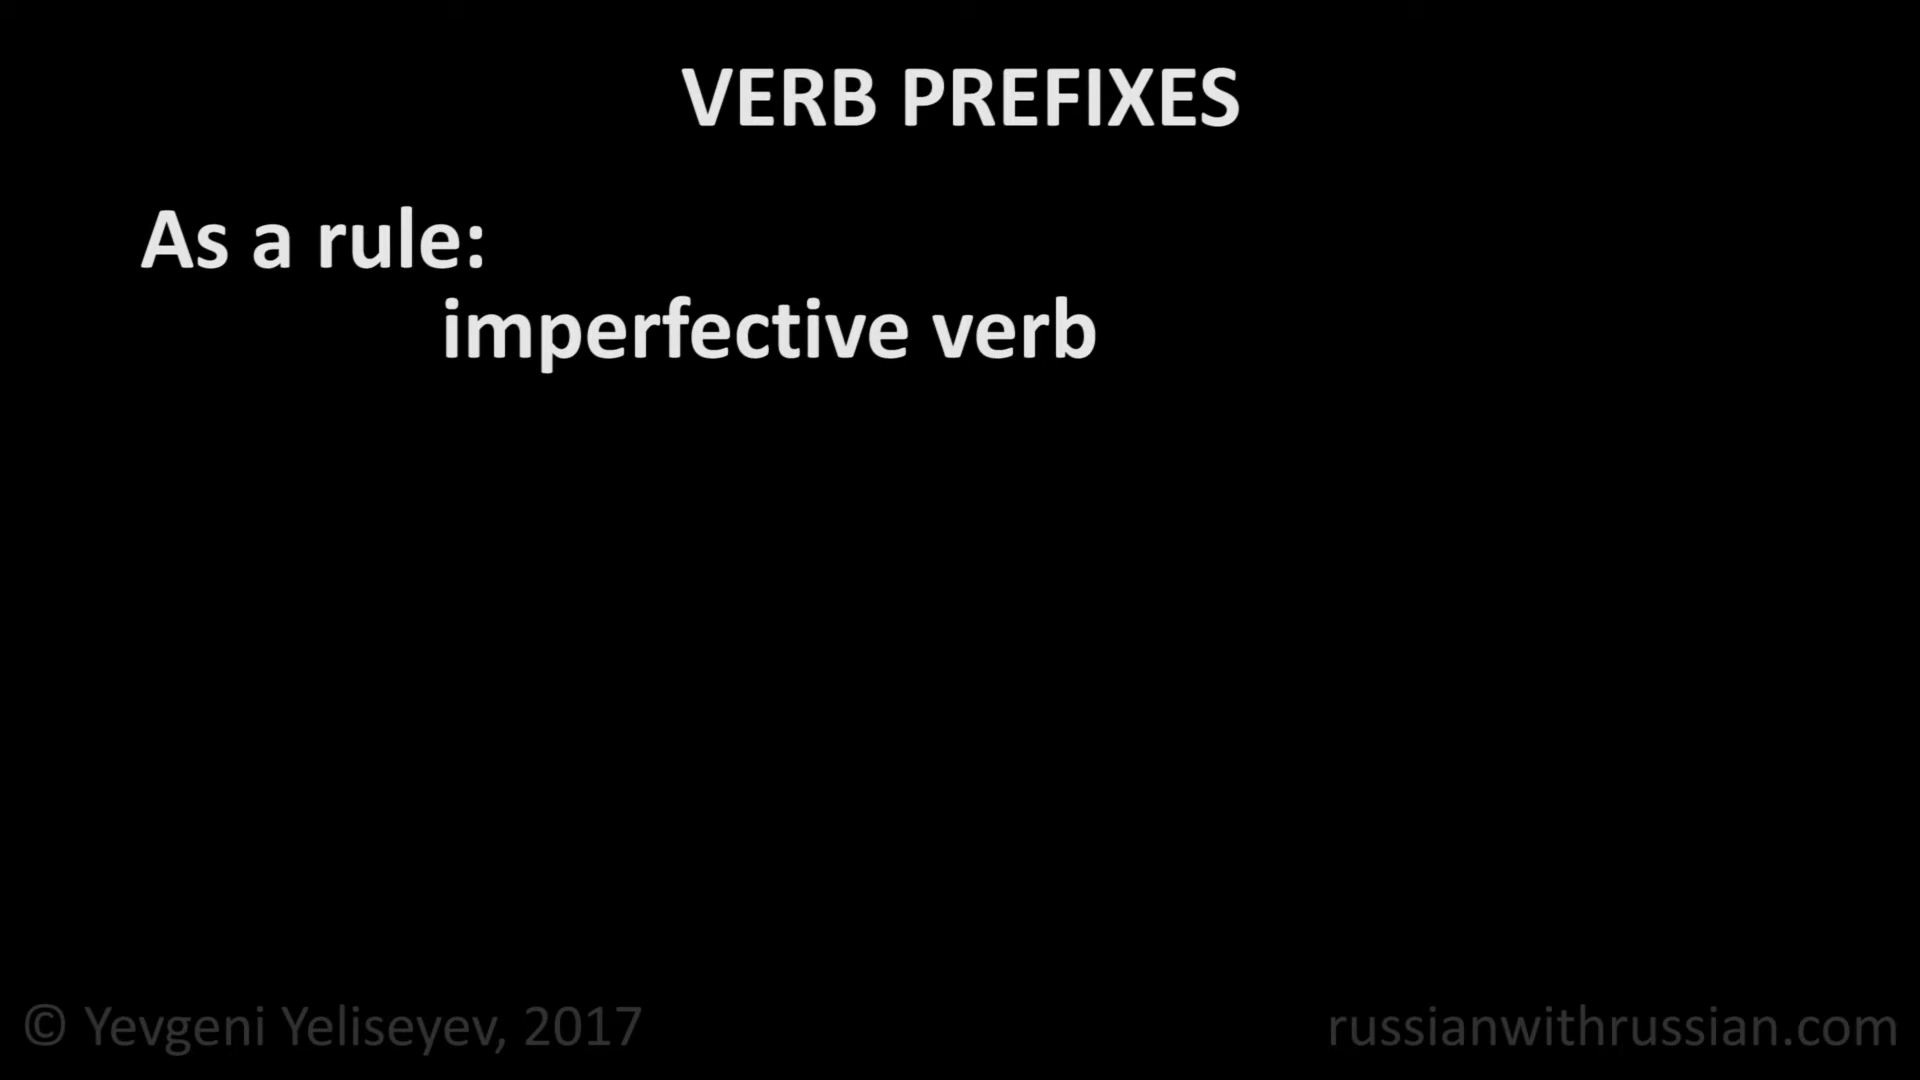 VERB PREFIXES
As a rule:
imperfective verb
© Yevgeni Yeliseyev, 2017
russianwithrussian.com